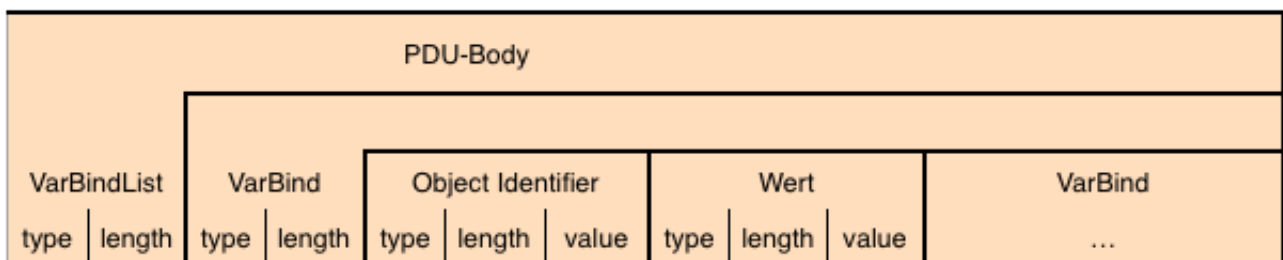 PDU-Body
VarBindList VarBind Object Identifier Wert VarBind
type length type length type length value type length value ...